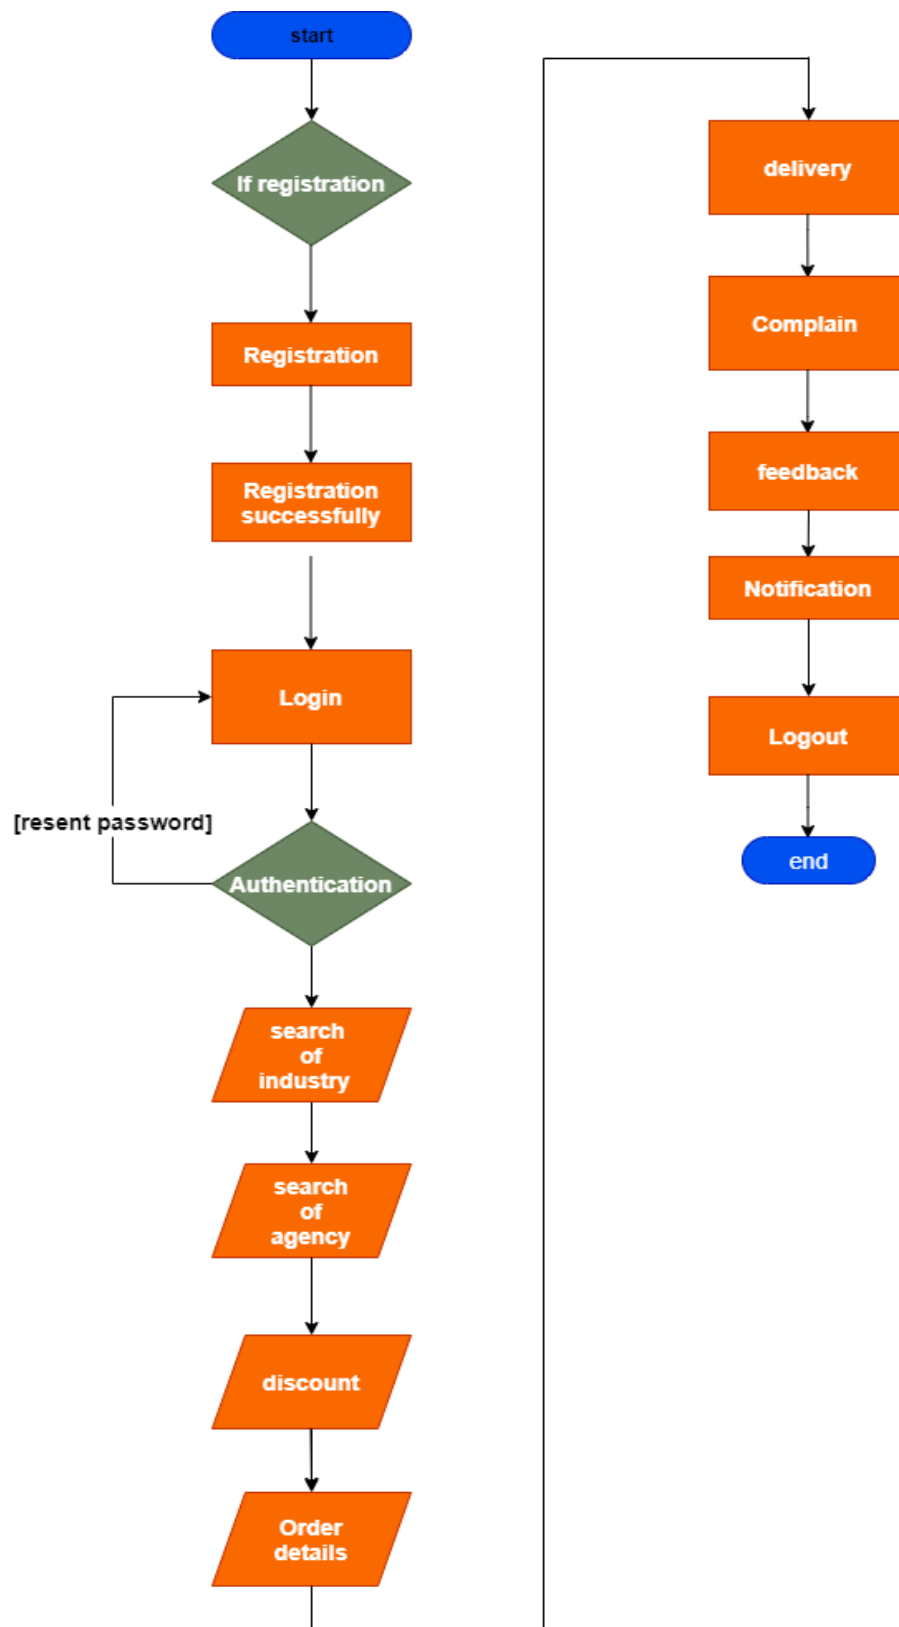 start
If registration
Registration
Registration
successfully
Login
[resent password]
Authentication
search
of
industry
search
of
agency
discount
Order
details
delivery
Complain
feedback
Notification
Logout
end